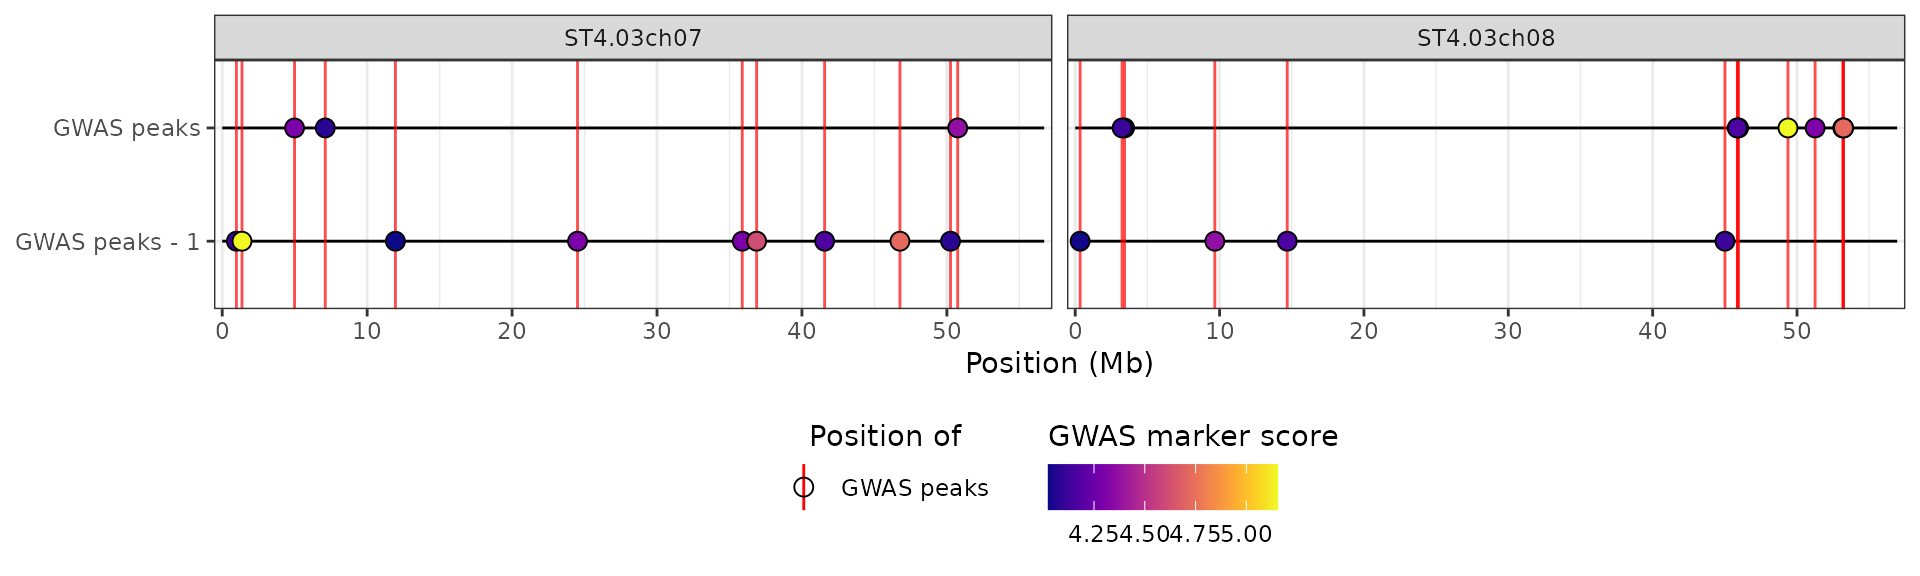 ST4.03ch07 ST4.03ch08
GWAS peaks
GWAS peaks - 1
0 10 20 30 40 50 0 10 20 30 40 50
Position (Mb)
Position of GWAS marker score
GWAS peaks
4.254.504.755.00